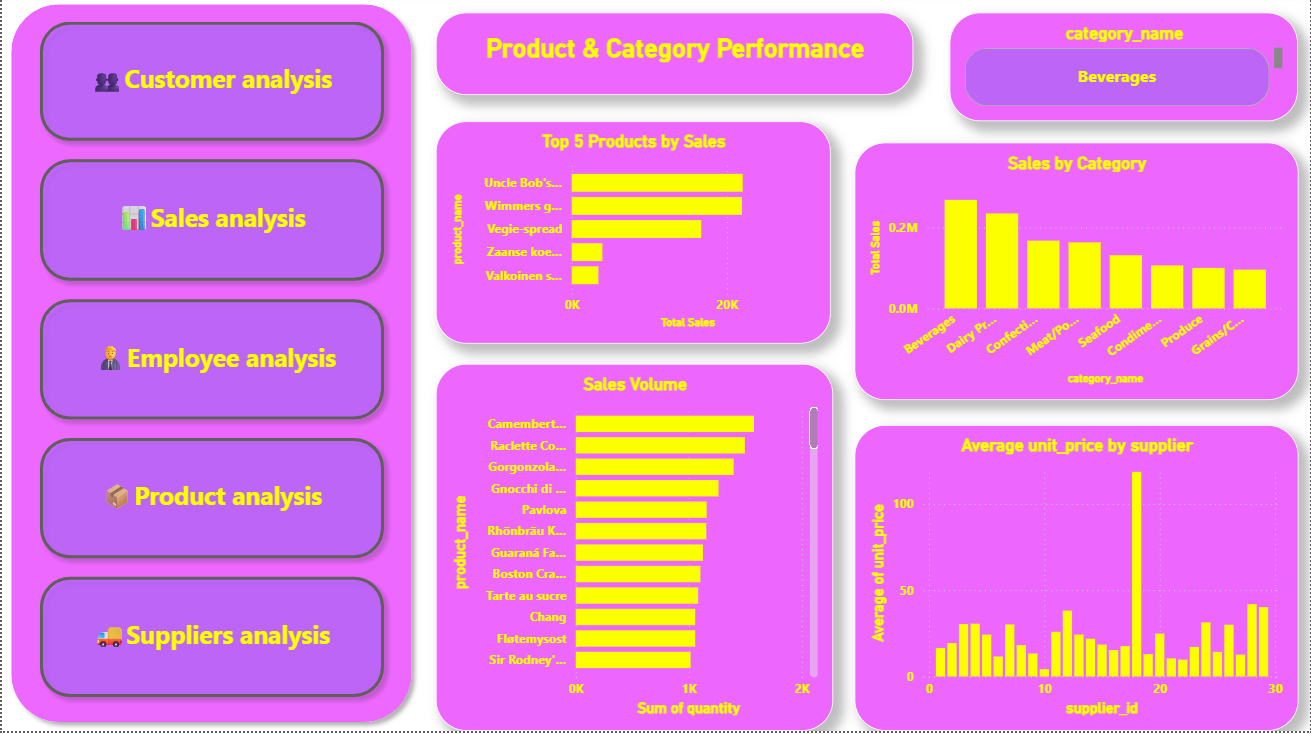 Customer analysis
Sales analysis
Employee analysis
Product analysis
Suppliers analysis
Product & Category Performance
category_name
Beverages
Top 5 Products by Sales
product_name
Uncle Bob's...
Wimmers g...
Vegie-spread
Zaanse koe...
Valkoinen s...
0K
20K
Total Sales
Sales by Category
Total Sales
0.2M
0.0M
Beverages
Dairy Pr...
Confecti...
Meat/Po...
Seafood
Condime...
Produce
Grains/C...
category_name
Sales Volume
product_name
Camembert...
Raclette Co...
Gorgonzola...
Gnocchi di ...
Pavlova
Rhönbräu K...
Guaraná Fa...
Boston Cra...
Tarte au sucre
Chang
Fløtemysost
Sir Rodney'...
0K
1K
2K
Sum of quantity
Average unit_price by supplier
Average of unit_price
100
50
0
0
10
20
30
supplier_id